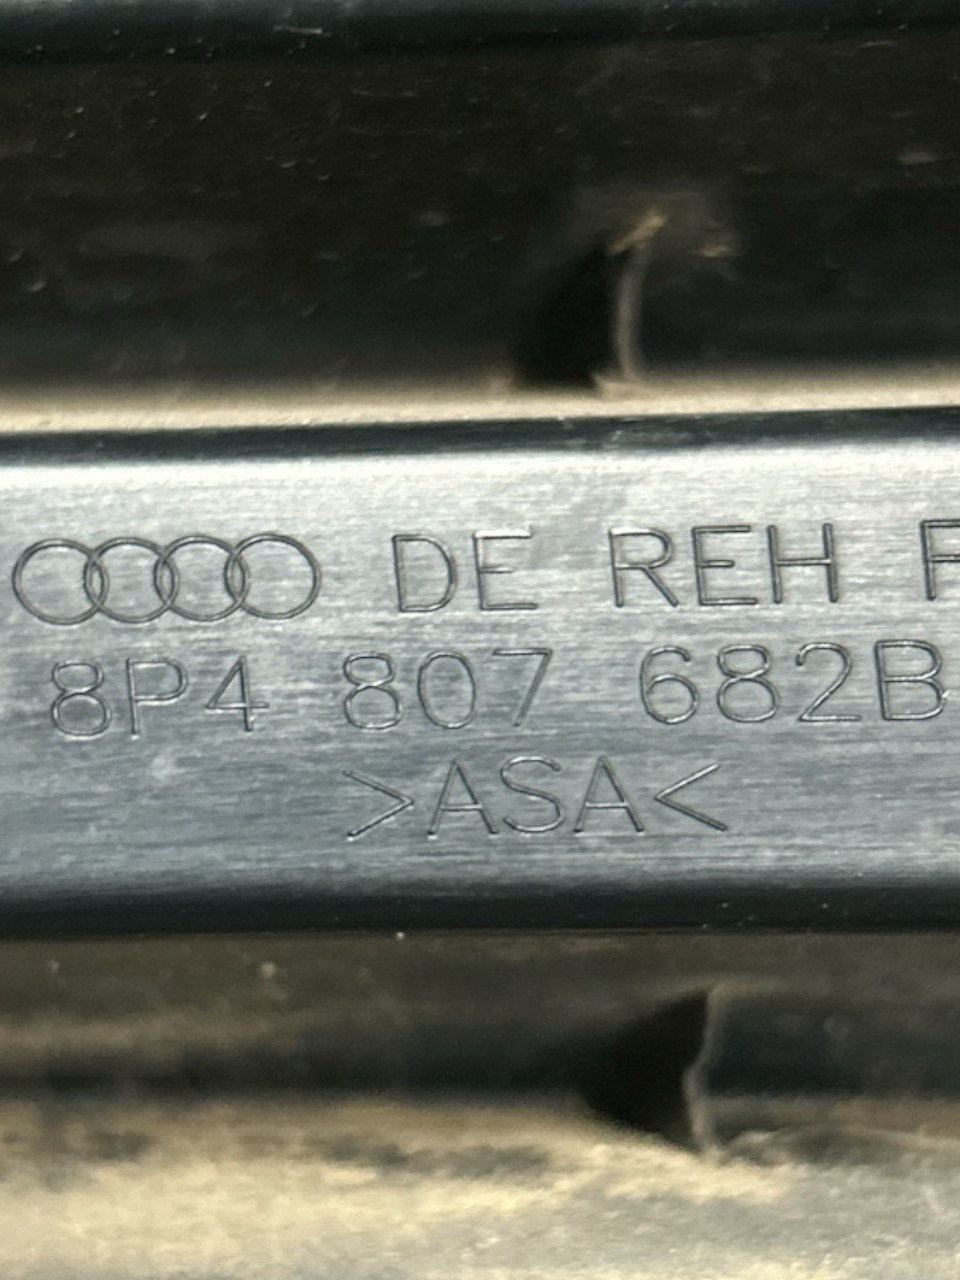 DE REH
8P4 807 682B
>ASA<